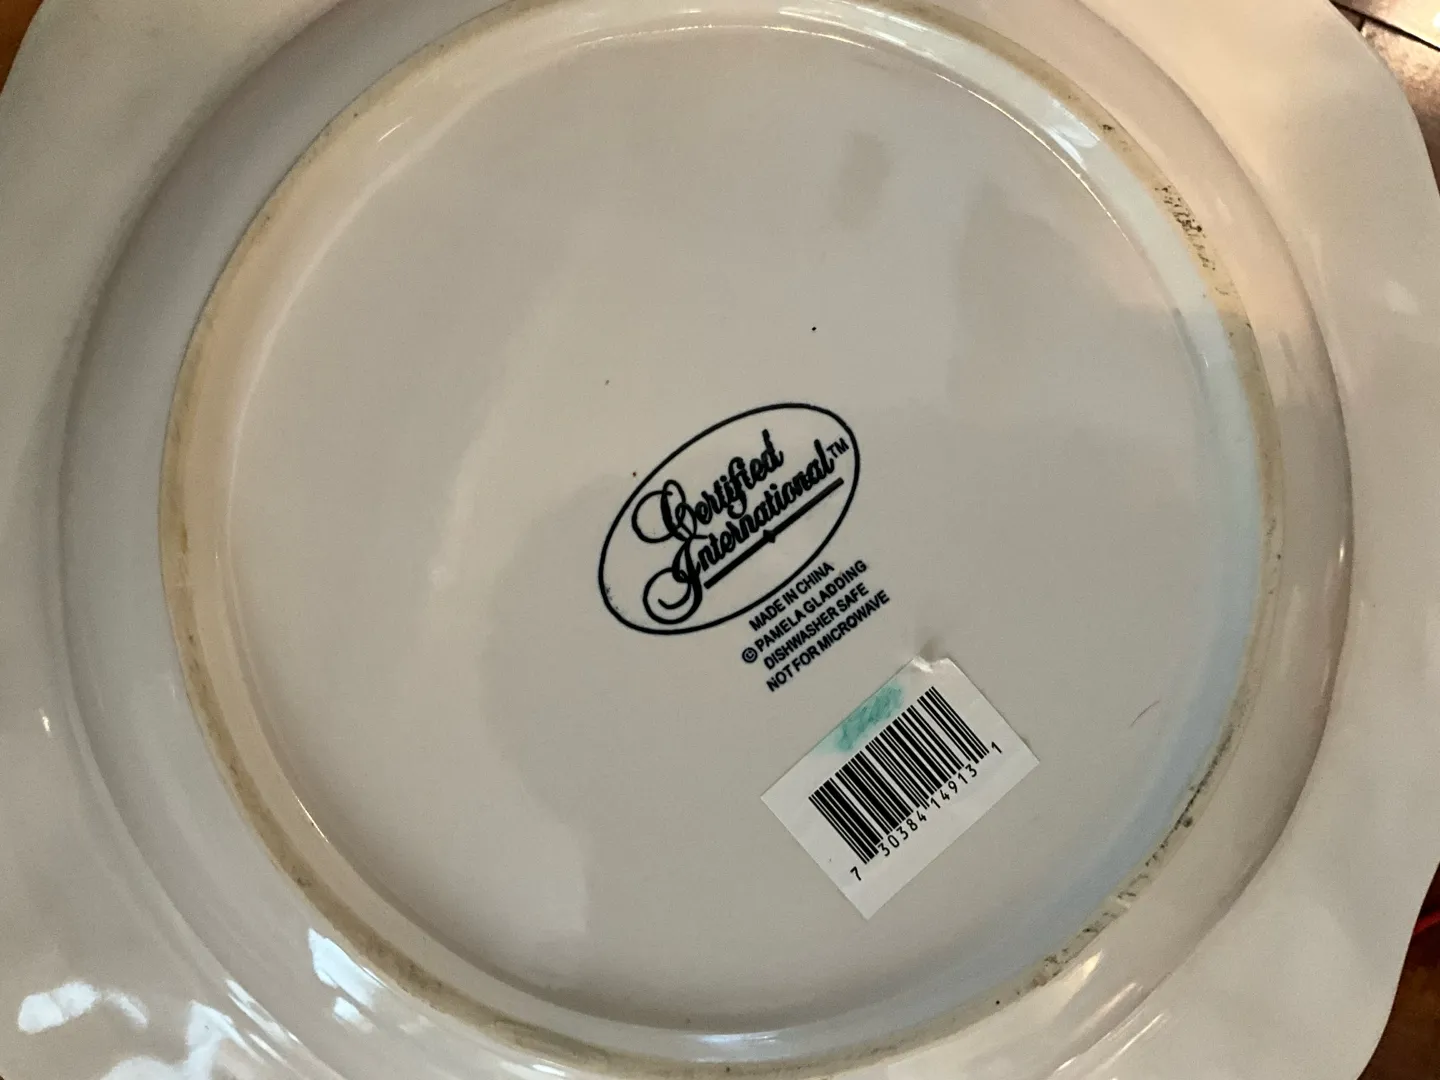 Certified
International™
MADE IN CHINA
© PAMELA GLADDING
DISHWASHER SAFE
NOT FOR MICROWAVE
7 30384 14913 1